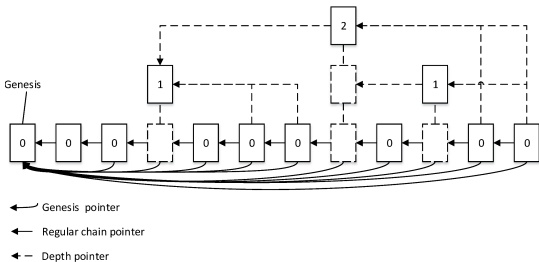 2
1 1
Genesis
0 0 0 0 0 0 0 0 0
Genesis pointer
Regular chain pointer
Depth pointer